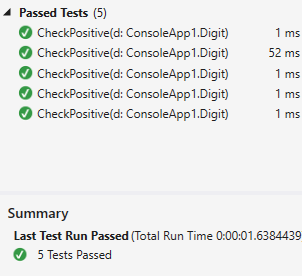 Passed Tests (5)
CheckPositive(d: ConsoleApp1.Digit) 1 ms
CheckPositive(d: ConsoleApp1.Digit) 52 ms
CheckPositive(d: ConsoleApp1.Digit) 1 ms
CheckPositive(d: ConsoleApp1.Digit) 1 ms
CheckPositive(d: ConsoleApp1.Digit) 1 ms
Summary
Last Test Run Passed (Total Run Time 0:00:01.6384439
5 Tests Passed